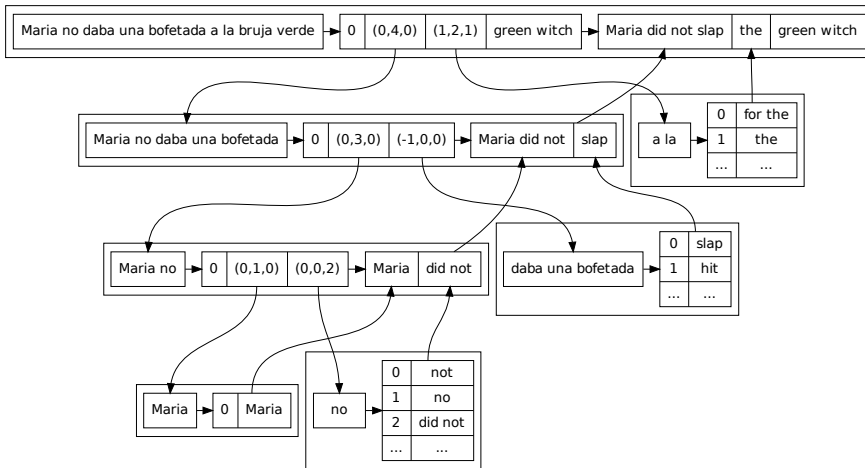 Maria no daba una bofetada a la bruja verde 0 (0,4,0) (1,2,1) green witch Maria did not slap the green witch
Maria no daba una bofetada 0 (0,3,0) (-1,0,0) Maria did not slap
a la
0 for the
1 the
... ...
Maria no 0 (0,1,0) (0,0,2) Maria did not
daba una bofetada
0 slap
1 hit
... ...
Maria 0 Maria
no
0 not
1 no
2 did not
... ...